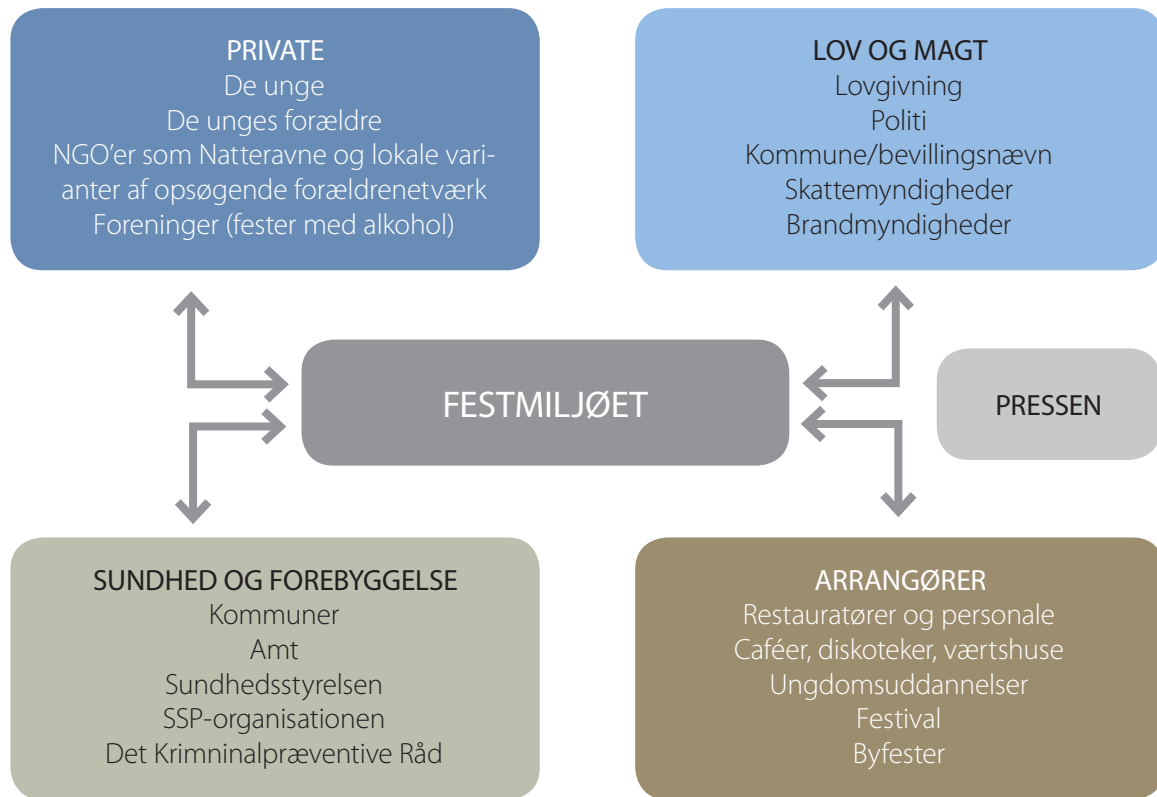 PRIVATE
De unge
De unges forældre
NGO’er som Natteravne og lokale vari-
anter af opsøgende forældrenetværk
Foreninger (fester med alkohol)
LOV OG MAGT
Lovgivning
Politi
Kommune/bevillingsnævn
Skattemyndigheder
Brandmyndigheder
FESTMILJØET
PRESSEN
SUNDHED OG FOREBYGGELSE
Kommuner
Amt
Sundhedsstyrelsen
SSP-organisationen
Det Krimninalpræventive Råd
ARRANGØRER
Restauratører og personale
Caféer, diskoteker, værtshuse
Ungdomsuddannelser
Festival
Byfester